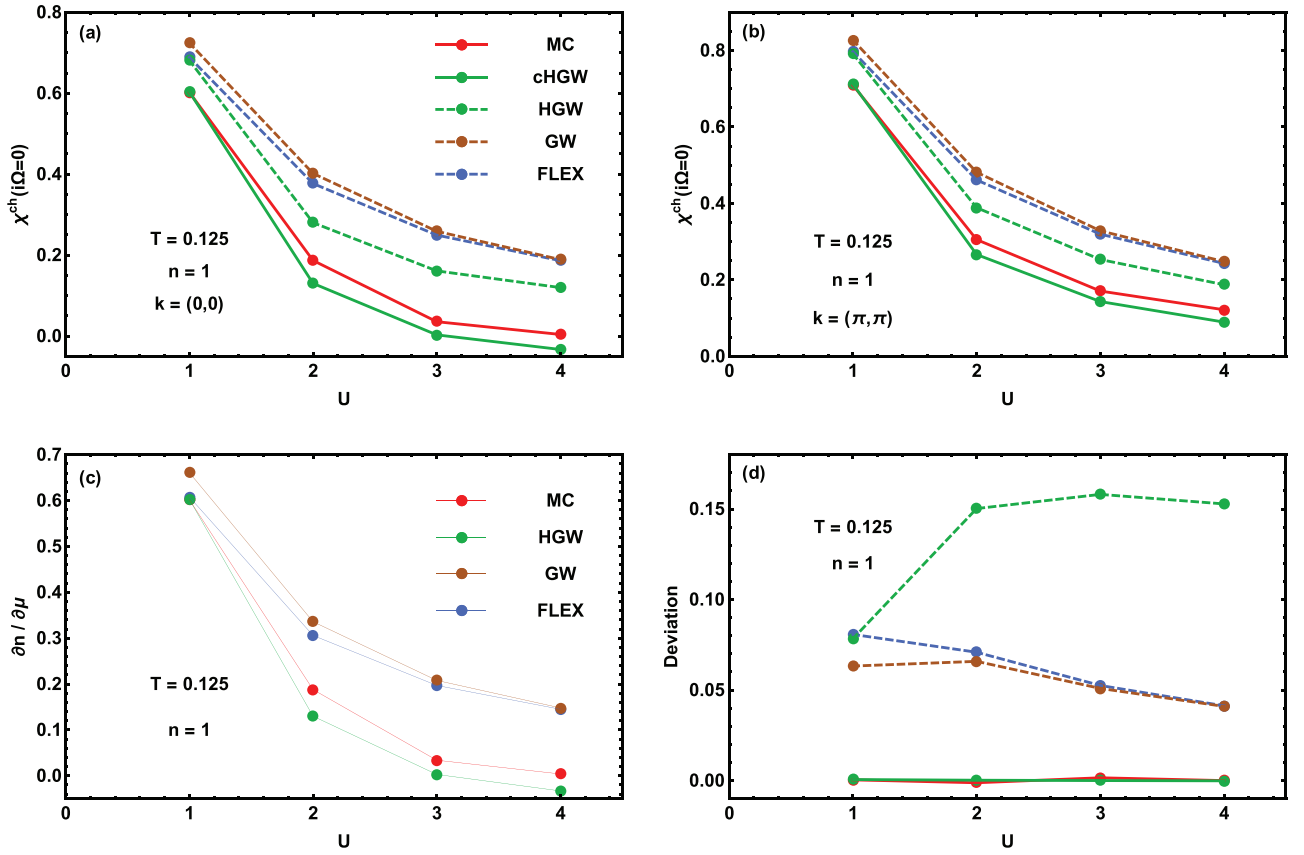 (a)
MC
cHGW
HGW
GW
FLEX
χ^ch(iΩ=0)
0.8
0.6
0.4
0.2
0.0
T = 0.125
n = 1
k = (0,0)
0 1 2 3 4
U
(b)
χ^ch(iΩ=0)
0.8
0.6
0.4
0.2
0.0
T = 0.125
n = 1
k = (π,π)
0 1 2 3 4
U
(c)
MC
HGW
GW
FLEX
∂n / ∂μ
0.7
0.6
0.5
0.4
0.3
0.2
0.1
0.0
T = 0.125
n = 1
0 1 2 3 4
U
(d)
Deviation
0.15
0.10
0.05
0.00
T = 0.125
n = 1
0 1 2 3 4
U